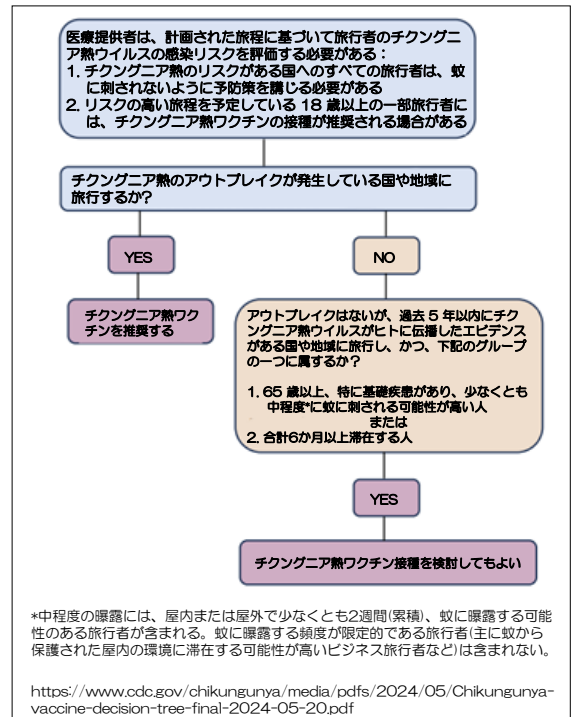 医療提供者は、計画された旅程に基づいて旅行者のチクングニ
ア熱ウイルスの感染リスクを評価する必要がある：
1. チクングニア熱のリスクがある国へのすべての旅行者は、蚊
に刺されないように予防策を講じる必要がある
2. リスクの高い旅程を予定している 18 歳以上の一部旅行者に
は、チクングニア熱ワクチンの接種が推奨される場合がある
チクングニア熱のアウトブレイクが発生している国や地域に
旅行するか?
YES
NO
チクングニア熱ワク
チンを推奨する
アウトブレイクはないが、過去 5 年以内にチク
ングニア熱ウイルスがヒトに伝播したエビデンス
がある国や地域に旅行し、かつ、下記のグループ
の一つに属するか？
1. 65 歳以上、特に基礎疾患があり、少なくとも
中程度*に蚊に刺される可能性が高い人
または
2. 合計6か月以上滞在する人
YES
チクングニア熱ワクチン接種を検討してもよい
*中程度の曝露には、屋内または屋外で少なくとも2週間(累積)、蚊に曝露する可能
性のある旅行者が含まれる。蚊に曝露する頻度が限定的である旅行者(主に蚊から
保護された屋内の環境に滞在する可能性が高いビジネス旅行者など)は含まれない。
https://www.cdc.gov/chikungunya/media/pdfs/2024/05/Chikungunya-
vaccine-decision-tree-final-2024-05-20.pdf